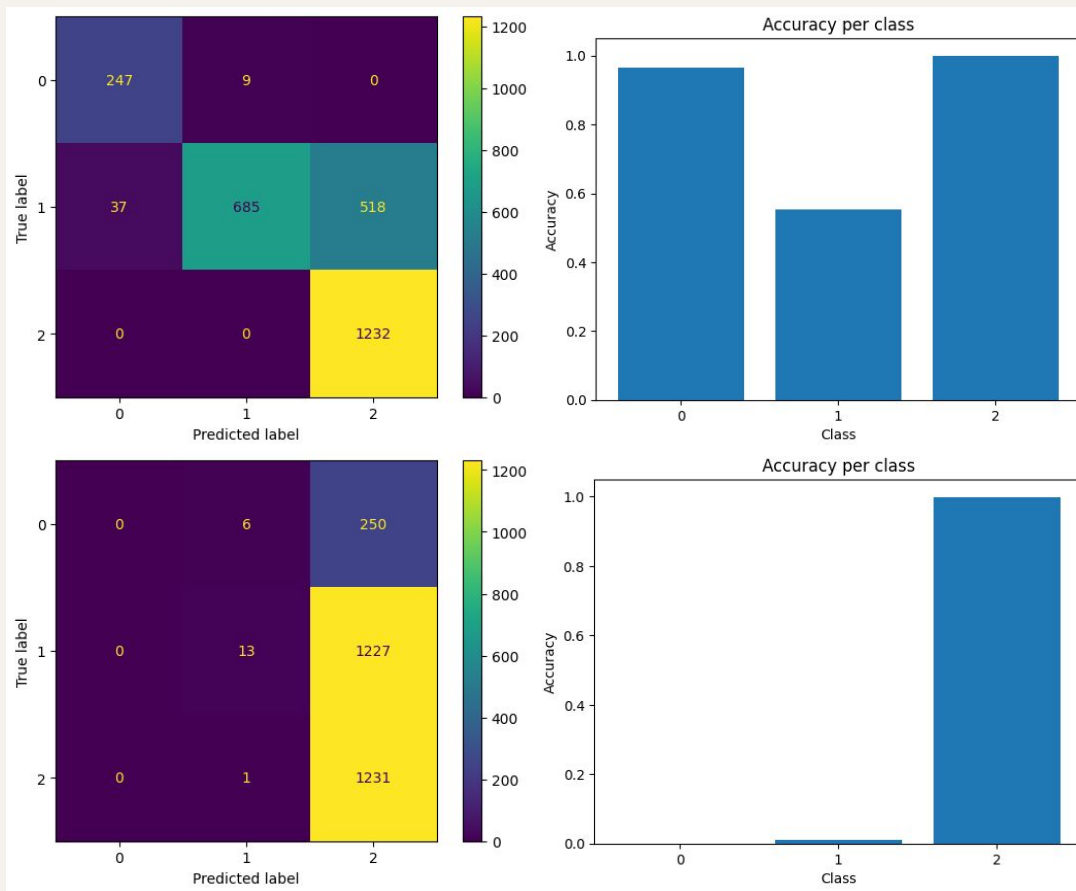 Accuracy per class
1200
1000
800
600
400
200
0
0
1
2
247 9 0
37 685 518
0 0 1232
0 1 2
True label
Predicted label
1.0
0.8
0.6
0.4
0.2
0.0
Accuracy
0 1 2
Class
Accuracy per class
1200
1000
800
600
400
200
0
0
1
2
0 6 250
0 13 1227
0 1 1231
0 1 2
True label
Predicted label
1.0
0.8
0.6
0.4
0.2
0.0
Accuracy
0 1 2
Class